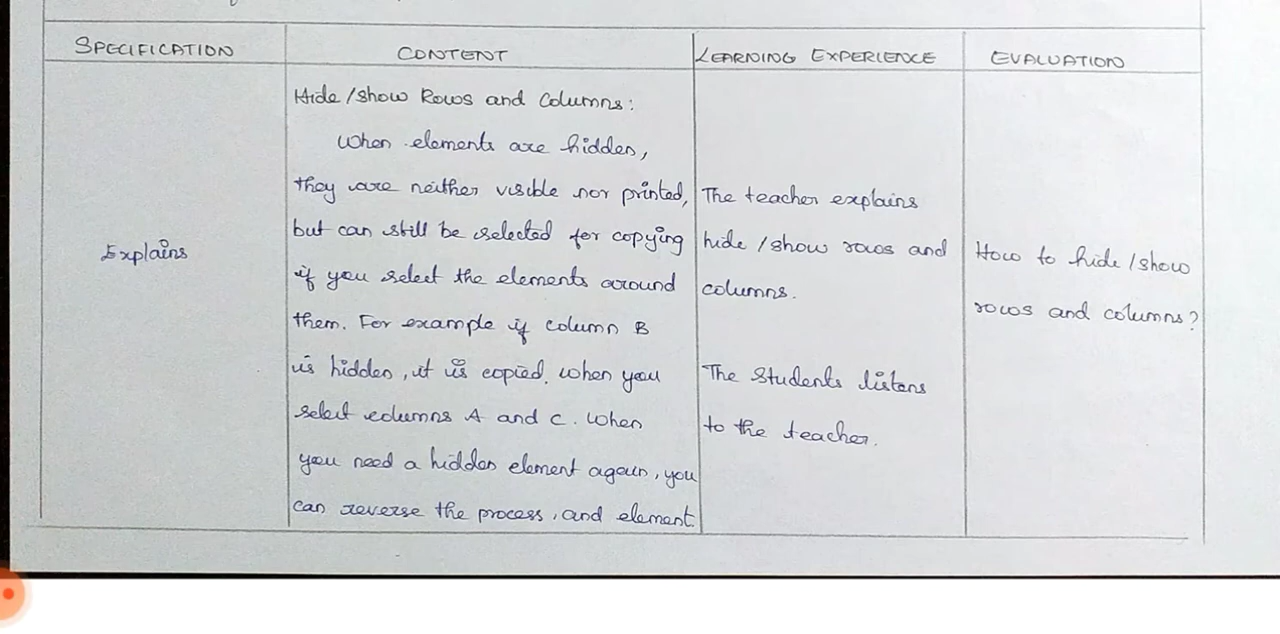 SPECIFICATION
CONTENT
LEARNING EXPERIENCE
EVALUATION
Explains
Hide/show Rows and Columns:
When elements are hidden,
they are neither visible nor printed,
but can still be selected for copying
if you select the elements around
them. For example if column B
is hidden, it is copied. when you
select columns A and C. When
you need a hidden element again, you
can reverse the process, and element.
The teacher explains
hide/show rows and
columns.
The Students listens
to the teacher.
How to hide/show
rows and columns?